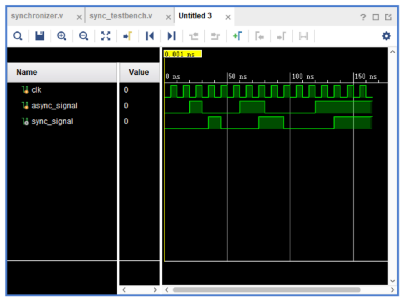 synchronizer.v × sync_testbench.v × Untitled 3 × ?
Name Value
0.001 ns
0 ns 50 ns 100 ns 150 ns
clk 0
async_signal 0
sync_signal 0